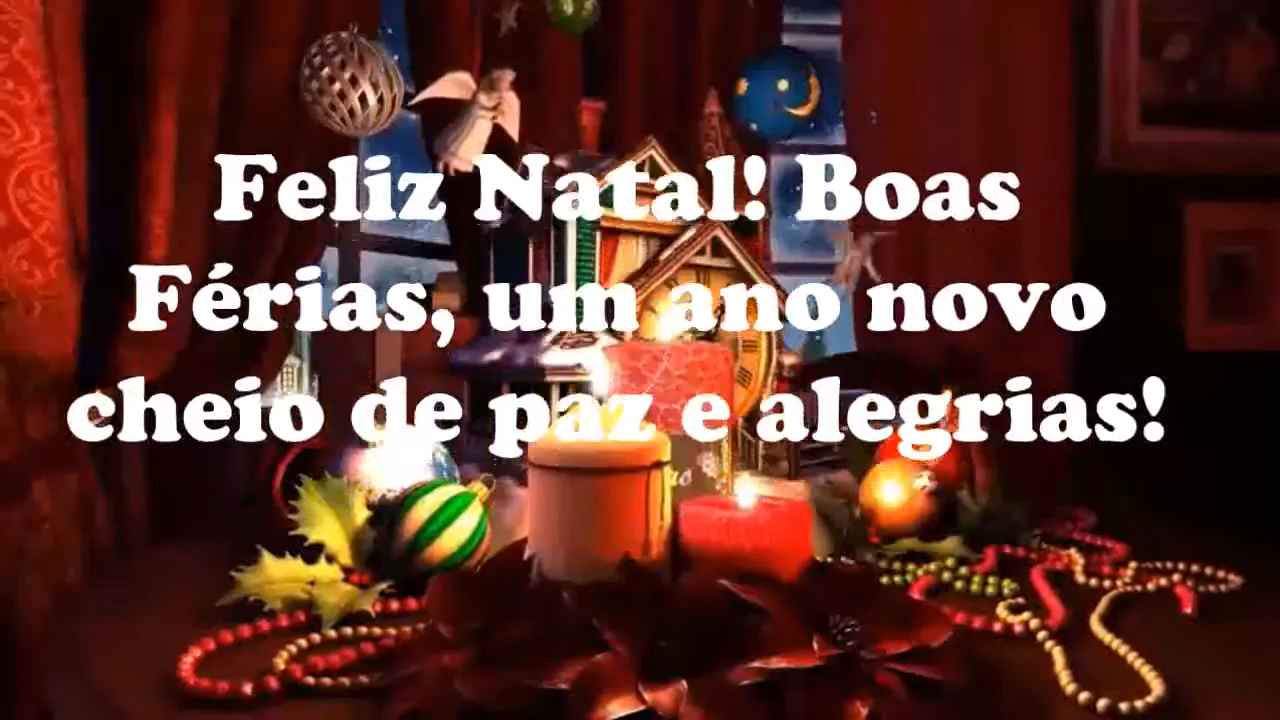 Feliz Natal! Boas
Férias, um ano novo
cheio de paz e alegrias!